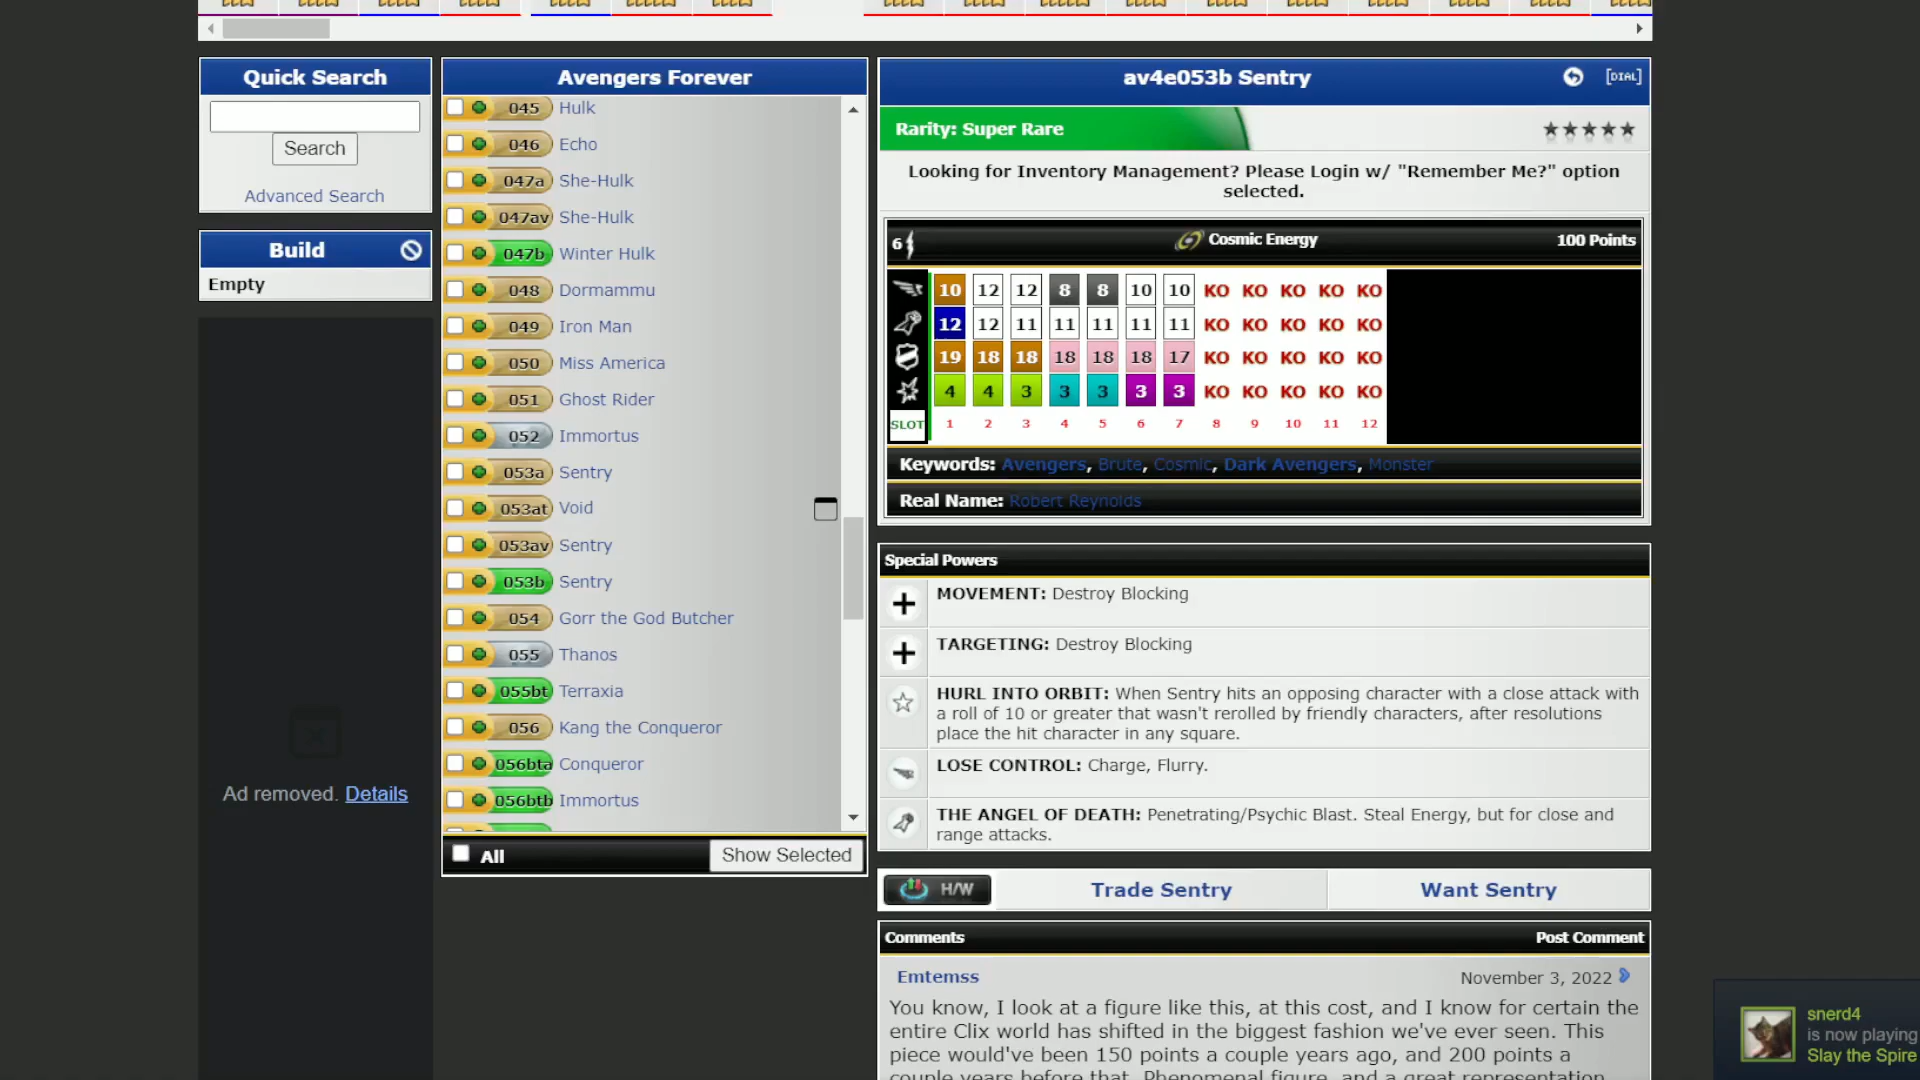 Quick Search
Search
Advanced Search
Build
Empty
Ad removed. Details
Avengers Forever
045 Hulk
046 Echo
047a She-Hulk
047av She-Hulk
047b Winter Hulk
048 Dormammu
049 Iron Man
050 Miss America
051 Ghost Rider
052 Immortus
053a Sentry
053at Void
053av Sentry
053b Sentry
054 Gorr the God Butcher
055 Thanos
055bt Terraxia
056 Kang the Conqueror
056bta Conqueror
056btb Immortus
All
Show Selected
av4e053b Sentry
[DIAL]
Rarity: Super Rare
★★★★★
Looking for Inventory Management? Please Login w/ "Remember Me?" option
selected.
6 Cosmic Energy 100 Points
10 12 12 8 8 10 10 KO KO KO KO KO
12 12 11 11 11 11 11 KO KO KO KO KO
19 18 18 18 18 18 17 KO KO KO KO KO
4 4 3 3 3 3 3 KO KO KO KO KO
SLOT 1 2 3 4 5 6 7 8 9 10 11 12
Keywords: Avengers, Brute, Cosmic, Dark Avengers, Monster
Real Name: Robert Reynolds
Special Powers
MOVEMENT: Destroy Blocking
TARGETING: Destroy Blocking
HURL INTO ORBIT: When Sentry hits an opposing character with a close attack with
a roll of 10 or greater that wasn't rerolled by friendly characters, after resolutions
place the hit character in any square.
LOSE CONTROL: Charge, Flurry.
THE ANGEL OF DEATH: Penetrating/Psychic Blast. Steal Energy, but for close and
range attacks.
H/W
Trade Sentry
Want Sentry
Comments
Post Comment
Emtemss
November 3, 2022
You know, I look at a figure like this, at this cost, and I know for certain the
entire Clix world has shifted in the biggest fashion we've ever seen. This
piece would've been 150 points a couple years ago, and 200 points a
couple years before that. Phenomenal figure, and a great representation
snerd4
is now playing
Slay the Spire